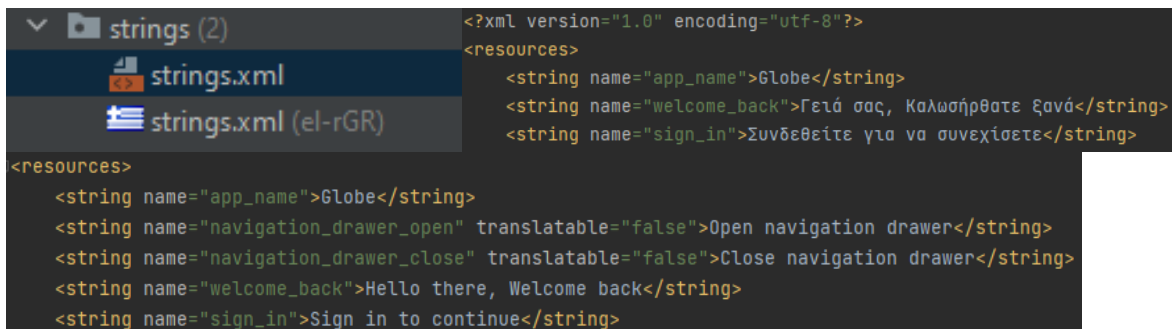 strings (2)
strings.xml
strings.xml (el-rGR)
<?xml version="1.0" encoding="utf-8"?>
<resources>
<string name="app_name">Globe</string>
<string name="welcome_back">Γειά σας, Καλωσήρθατε ξανά</string>
<string name="sign_in">Συνδεθείτε για να συνεχίσετε</string>
<resources>
<string name="app_name">Globe</string>
<string name="navigation_drawer_open" translatable="false">Open navigation drawer</string>
<string name="navigation_drawer_close" translatable="false">Close navigation drawer</string>
<string name="welcome_back">Hello there, Welcome back</string>
<string name="sign_in">Sign in to continue</string>